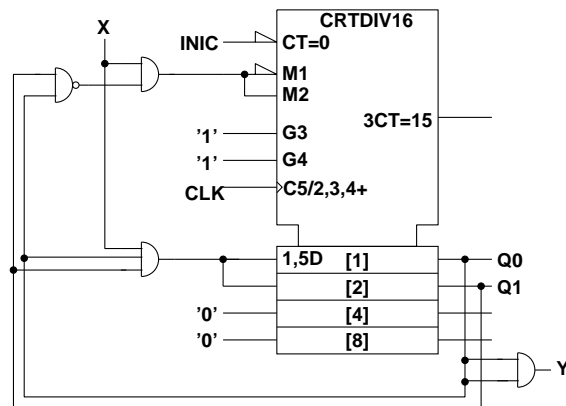 CRTDIV16
X
INIC
CT=0
M1
M2
3CT=15
'1'
G3
'1'
G4
CLK
C5/2,3,4+
1,5D
[1]
Q0
[2]
Q1
'0'
[4]
'0'
[8]
Y